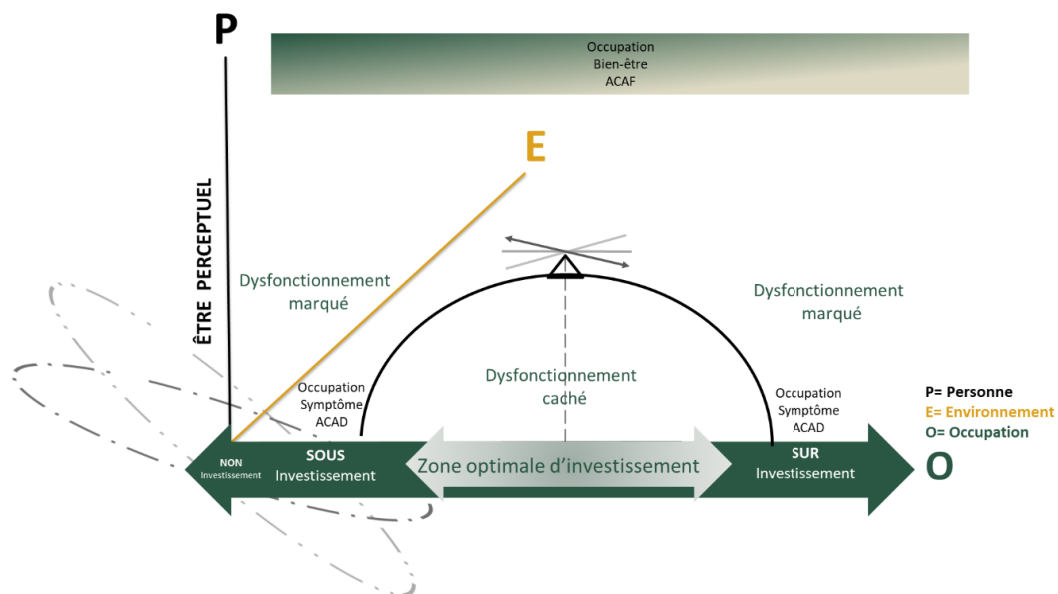 P
Occupation
Bien-être
ACAF
E
ÊTRE PERCEPTUEL
Dysfonctionnement
marqué
Dysfonctionnement
marqué
Dysfonctionnement
caché
Occupation
Symptôme
ACAD
Occupation
Symptôme
ACAD
P= Personne
E= Environnement
O= Occupation
NON
Investissement
SOUS
Investissement
Zone optimale d'investissement
SUR
Investissement
O